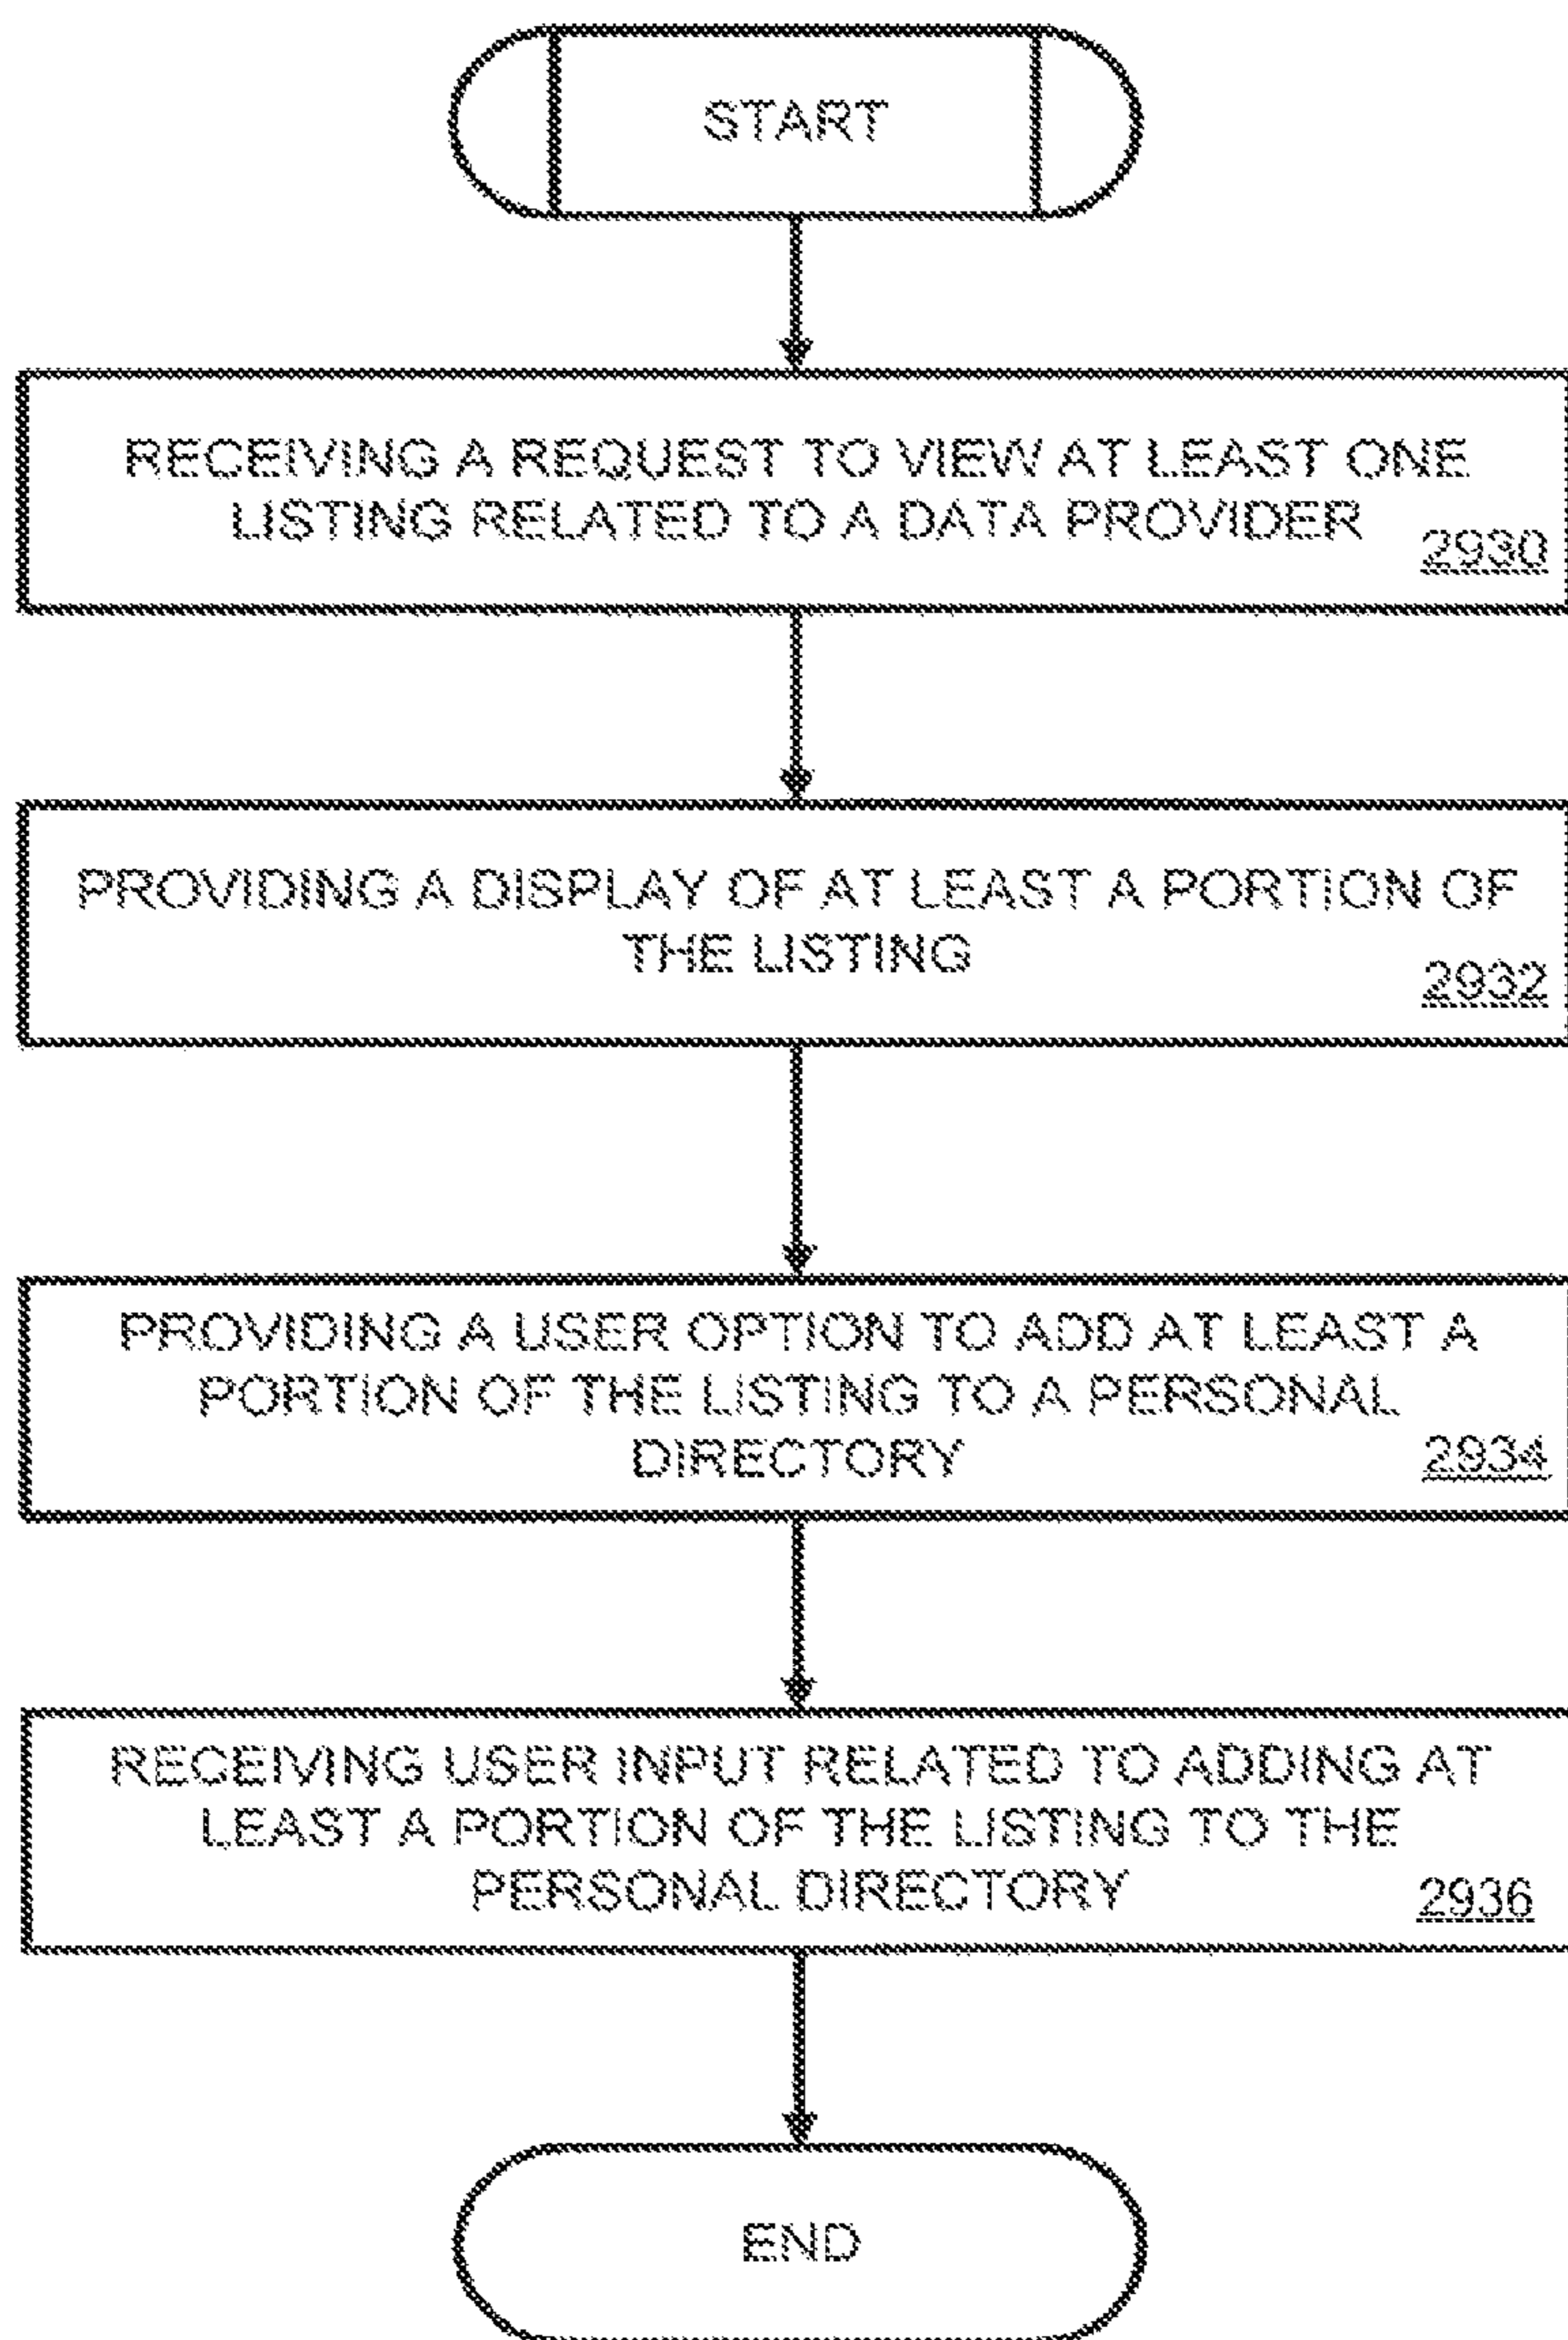 START
RECEIVING A REQUEST TO VIEW AT LEAST ONE
LISTING RELATED TO A DATA PROVIDER
2930
PROVIDING A DISPLAY OF AT LEAST A PORTION OF
THE LISTING
2932
PROVIDING A USER OPTION TO ADD AT LEAST A
PORTION OF THE LISTING TO A PERSONAL
DIRECTORY
2934
RECEIVING USER INPUT RELATED TO ADDING AT
LEAST A PORTION OF THE LISTING TO THE
PERSONAL DIRECTORY
2936
END